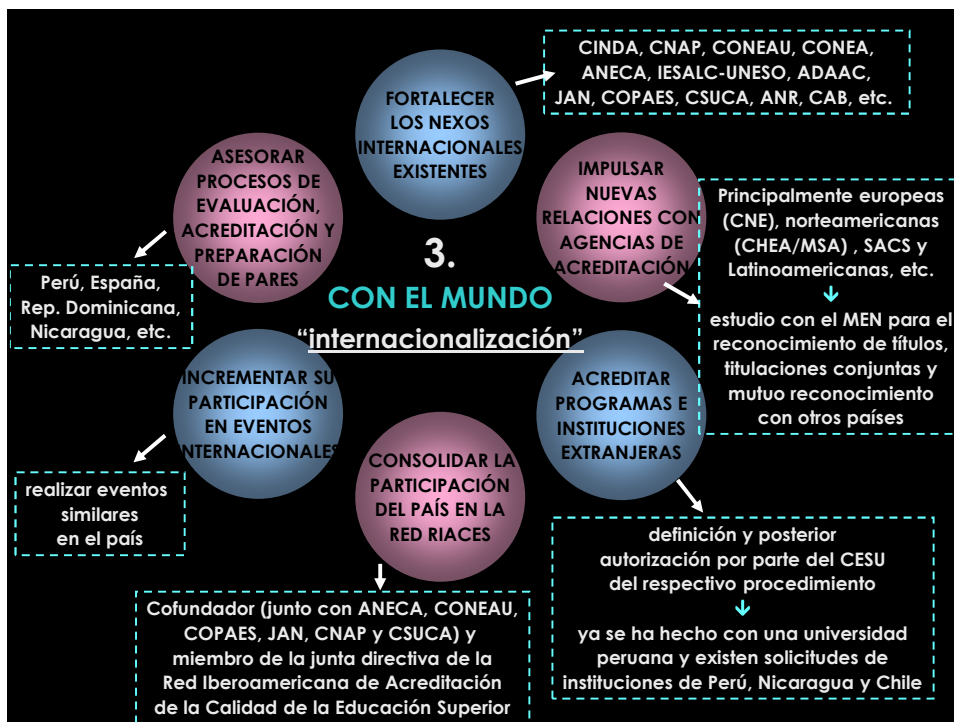 FORTALECER
LOS NEXOS
INTERNACIONALES
EXISTENTES
CINDA, CNAP, CONEAU, CONEA,
ANECA, IESALC-UNESO, ADAAC,
JAN, COPAES, CSUCA, ANR, CAB, etc.
ASESORAR
PROCESOS DE
EVALUACIÓN,
ACREDITACIÓN Y
PREPARACIÓN
DE PARES
Perú, España,
Rep. Dominicana,
Nicaragua, etc.
IMPULSAR
NUEVAS
RELACIONES CON
AGENCIAS DE
ACREDITACIÓN
Principalmente europeas
(CNE), norteamericanas
(CHEA/MSA) , SACS y
Latinoamericanas, etc.
estudio con el MEN para el
reconocimiento de títulos,
titulaciones conjuntas y
mutuo reconocimiento
con otros países
3.
CON EL MUNDO
“internacionalización”
INCREMENTAR SU
PARTICIPACIÓN
EN EVENTOS
INTERNACIONALES
realizar eventos
similares
en el país
CONSOLIDAR LA
PARTICIPACIÓN
DEL PAÍS EN LA
RED RIACES
Cofundador (junto con ANECA, CONEAU,
COPAES, JAN, CNAP y CSUCA) y
miembro de la junta directiva de la
Red Iberoamericana de Acreditación
de la Calidad de la Educación Superior
ACREDITAR
PROGRAMAS E
INSTITUCIONES
EXTRANJERAS
definición y posterior
autorización por parte del CESU
del respectivo procedimiento
ya se ha hecho con una universidad
peruana y existen solicitudes de
instituciones de Perú, Nicaragua y Chile